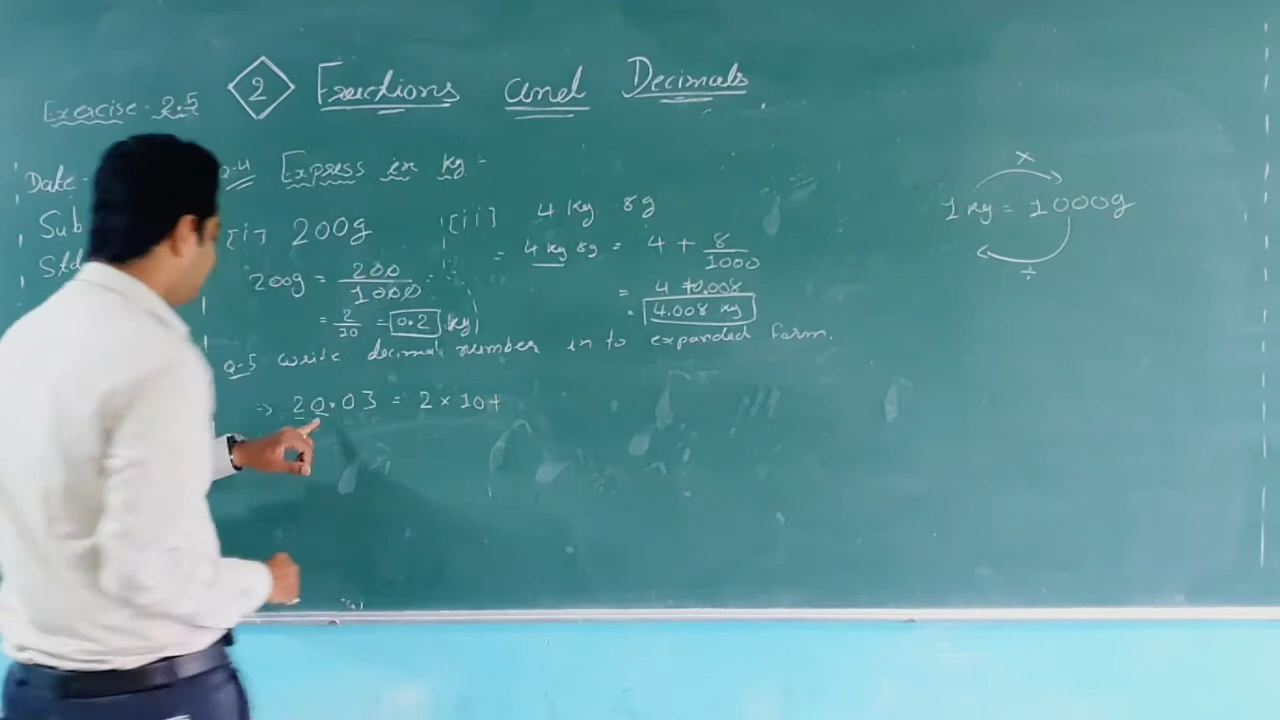 2 Fractions and Decimals
Exercise - 2.5
Date -
Q-4 Express in kg -
Sub
Std
[i] 200g
200g = 200/1000
= 2/10 = 0.2 kg
[ii] 4 kg 8g
= 4 kg 8g = 4 + 8/1000
= 4 + 0.008
= 4.008 kg
1 kg = 1000g
×
÷
Q-5 write decimal number in to expanded form.
⇒ 20.03 = 2 × 10 +